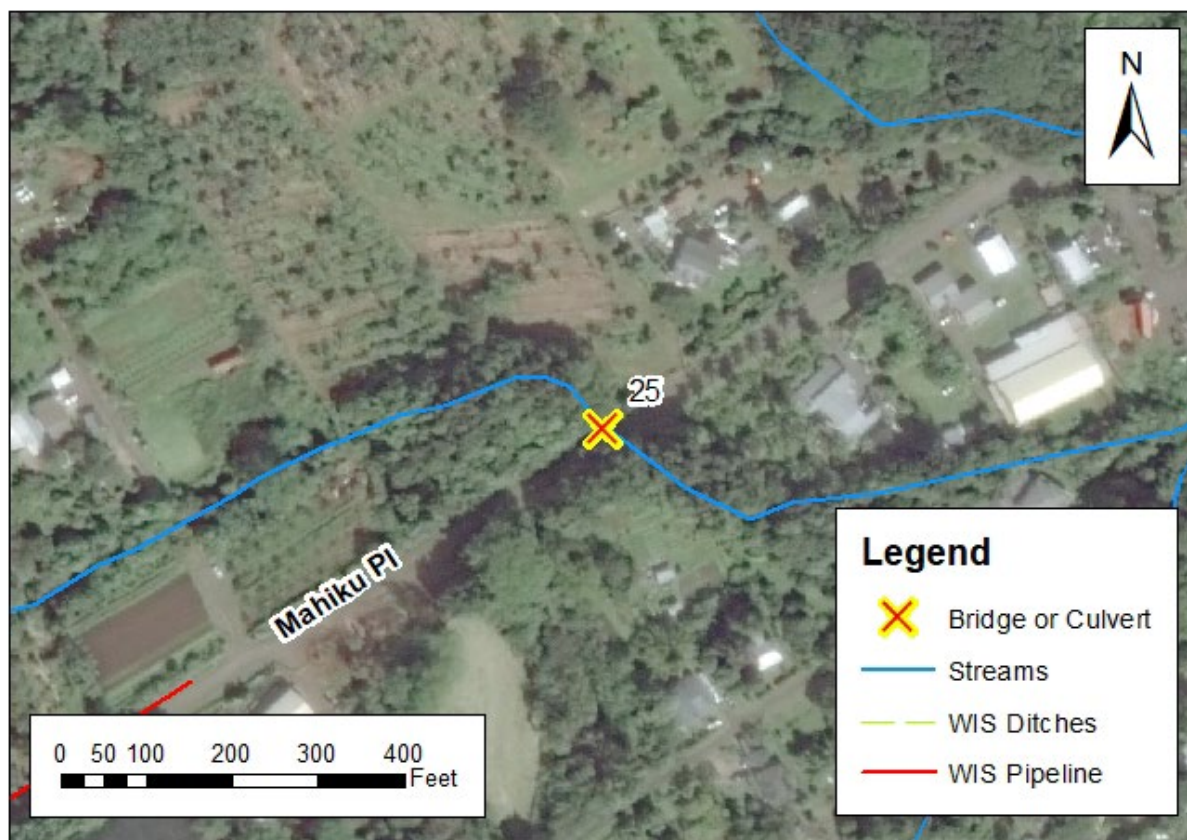 N
25
Mahiku Pl
0 50 100 200 300 400
Feet
Legend
Bridge or Culvert
Streams
WIS Ditches
WIS Pipeline